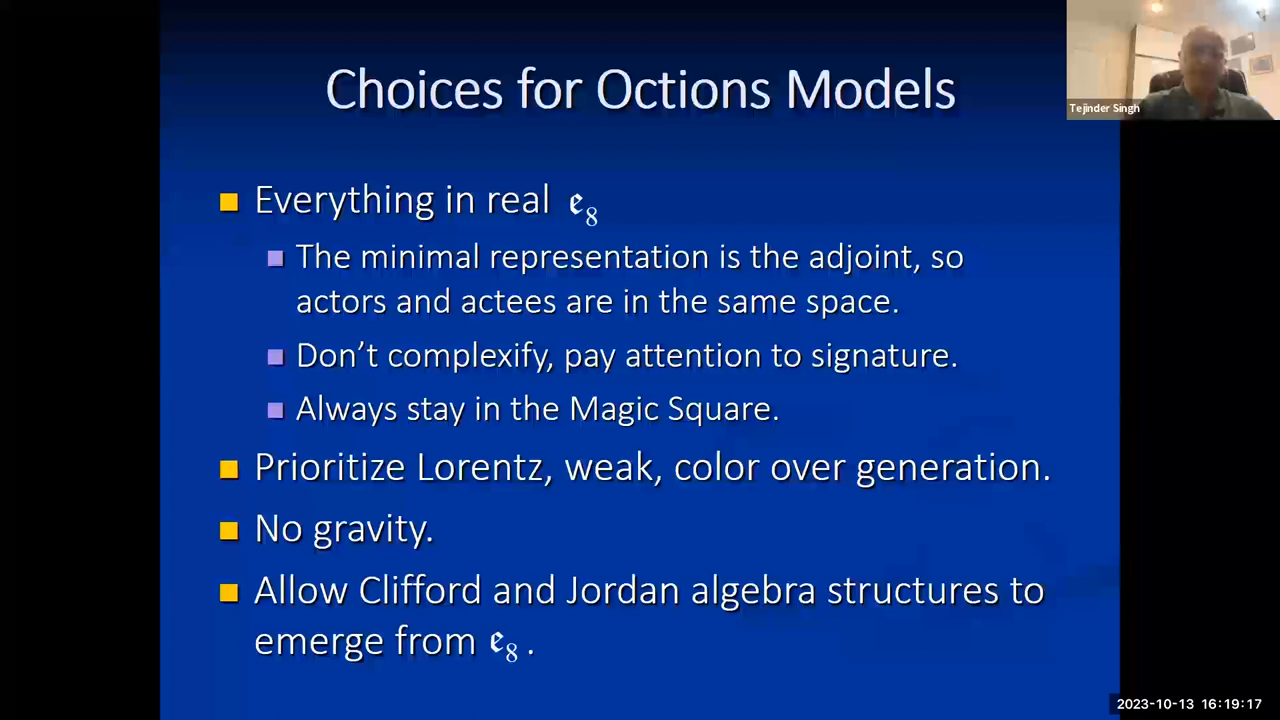 Choices for Octions Models
Tejinder Singh
Everything in real 𝔢₈
The minimal representation is the adjoint, so
actors and actees are in the same space.
Don't complexify, pay attention to signature.
Always stay in the Magic Square.
Prioritize Lorentz, weak, color over generation.
No gravity.
Allow Clifford and Jordan algebra structures to
emerge from 𝔢₈ .
2023-10-13 16:19:17